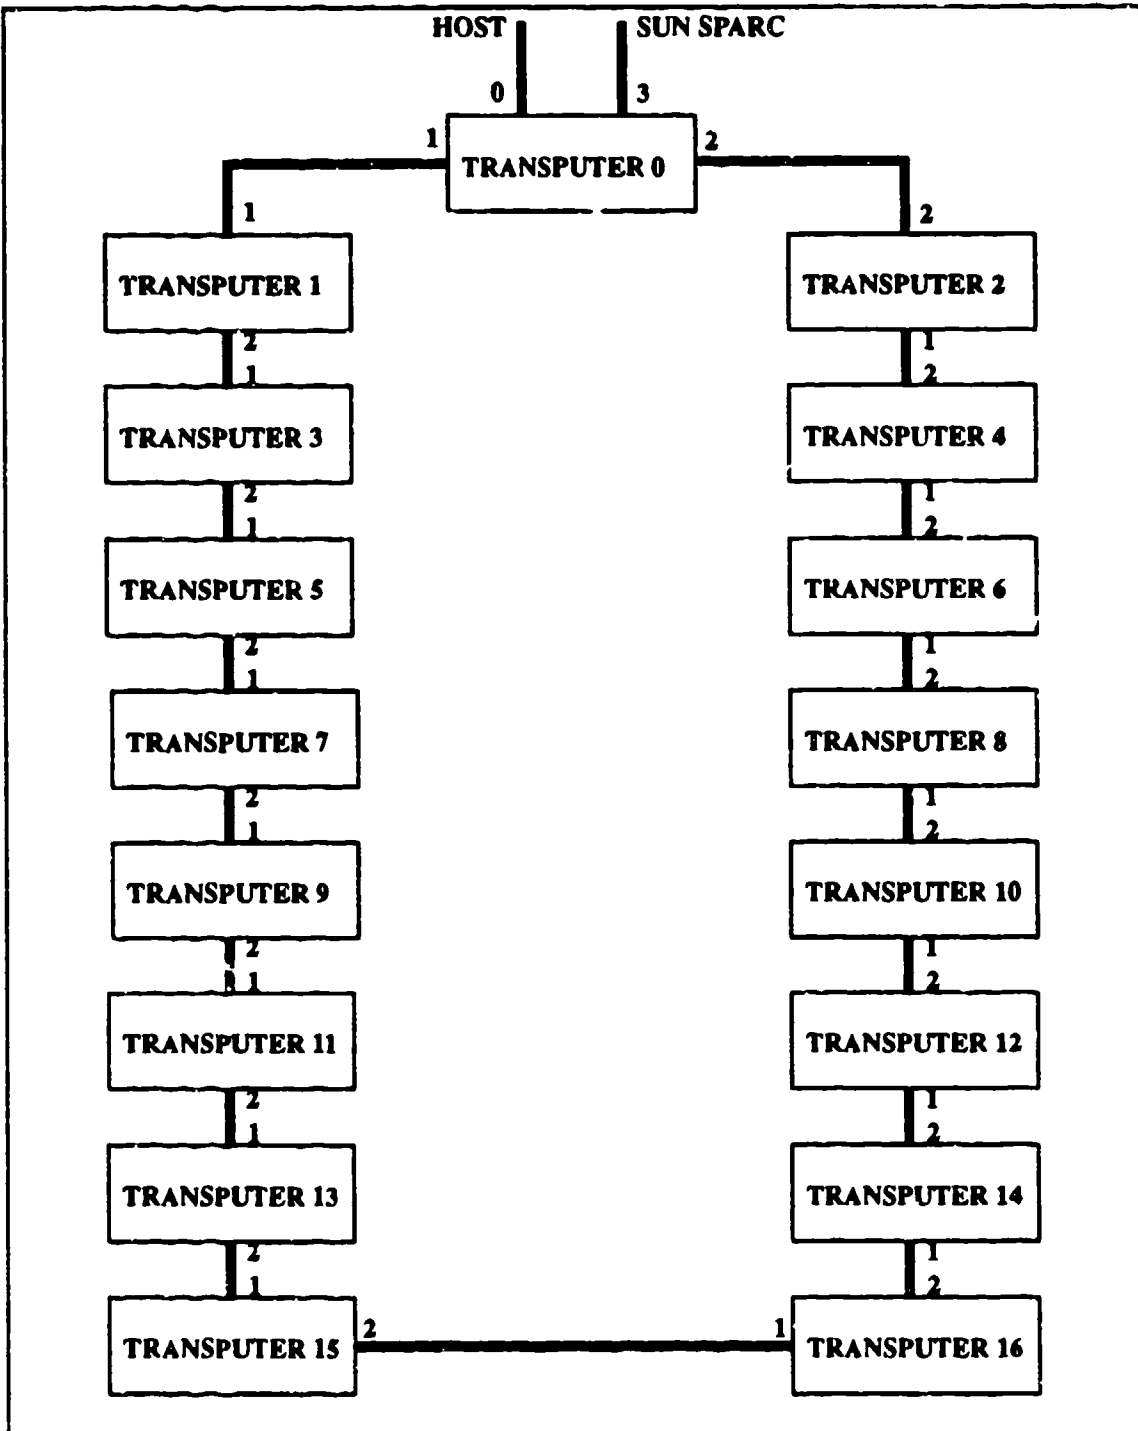 HOST SUN SPARC
0 3
1 2
TRANSPUTER 0
1 2
TRANSPUTER 1 TRANSPUTER 2
2 1
1 2
TRANSPUTER 3 TRANSPUTER 4
2 1
1 2
TRANSPUTER 5 TRANSPUTER 6
2 1
1 2
TRANSPUTER 7 TRANSPUTER 8
2 1
1 2
TRANSPUTER 9 TRANSPUTER 10
2 1
1 2
TRANSPUTER 11 TRANSPUTER 12
2 1
1 2
TRANSPUTER 13 TRANSPUTER 14
2 1
1 2
2 1
TRANSPUTER 15 TRANSPUTER 16